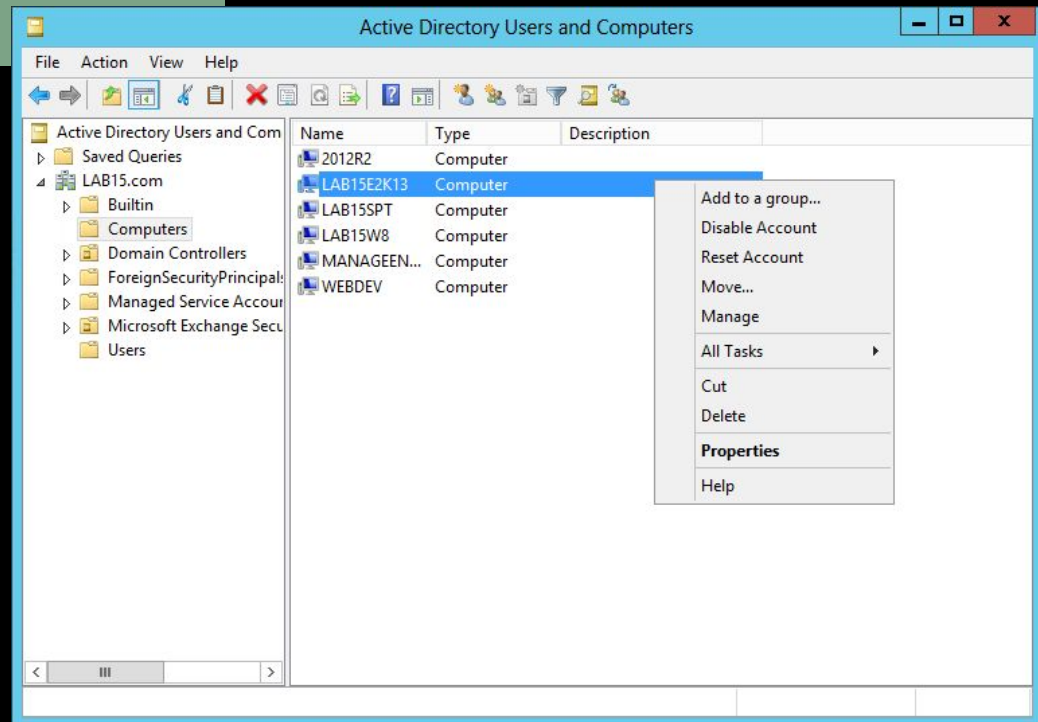 Active Directory Users and Computers
File Action View Help
Active Directory Users and Com
Saved Queries
LAB15.com
Builtin
Computers
Domain Controllers
ForeignSecurityPrincipals
Managed Service Accour
Microsoft Exchange Secu
Users
Name Type Description
2012R2 Computer
LAB15E2K13 Computer
LAB15SPT Computer
LAB15W8 Computer
MANAGEEN... Computer
WEBDEV Computer
Add to a group...
Disable Account
Reset Account
Move...
Manage
All Tasks
Cut
Delete
Properties
Help